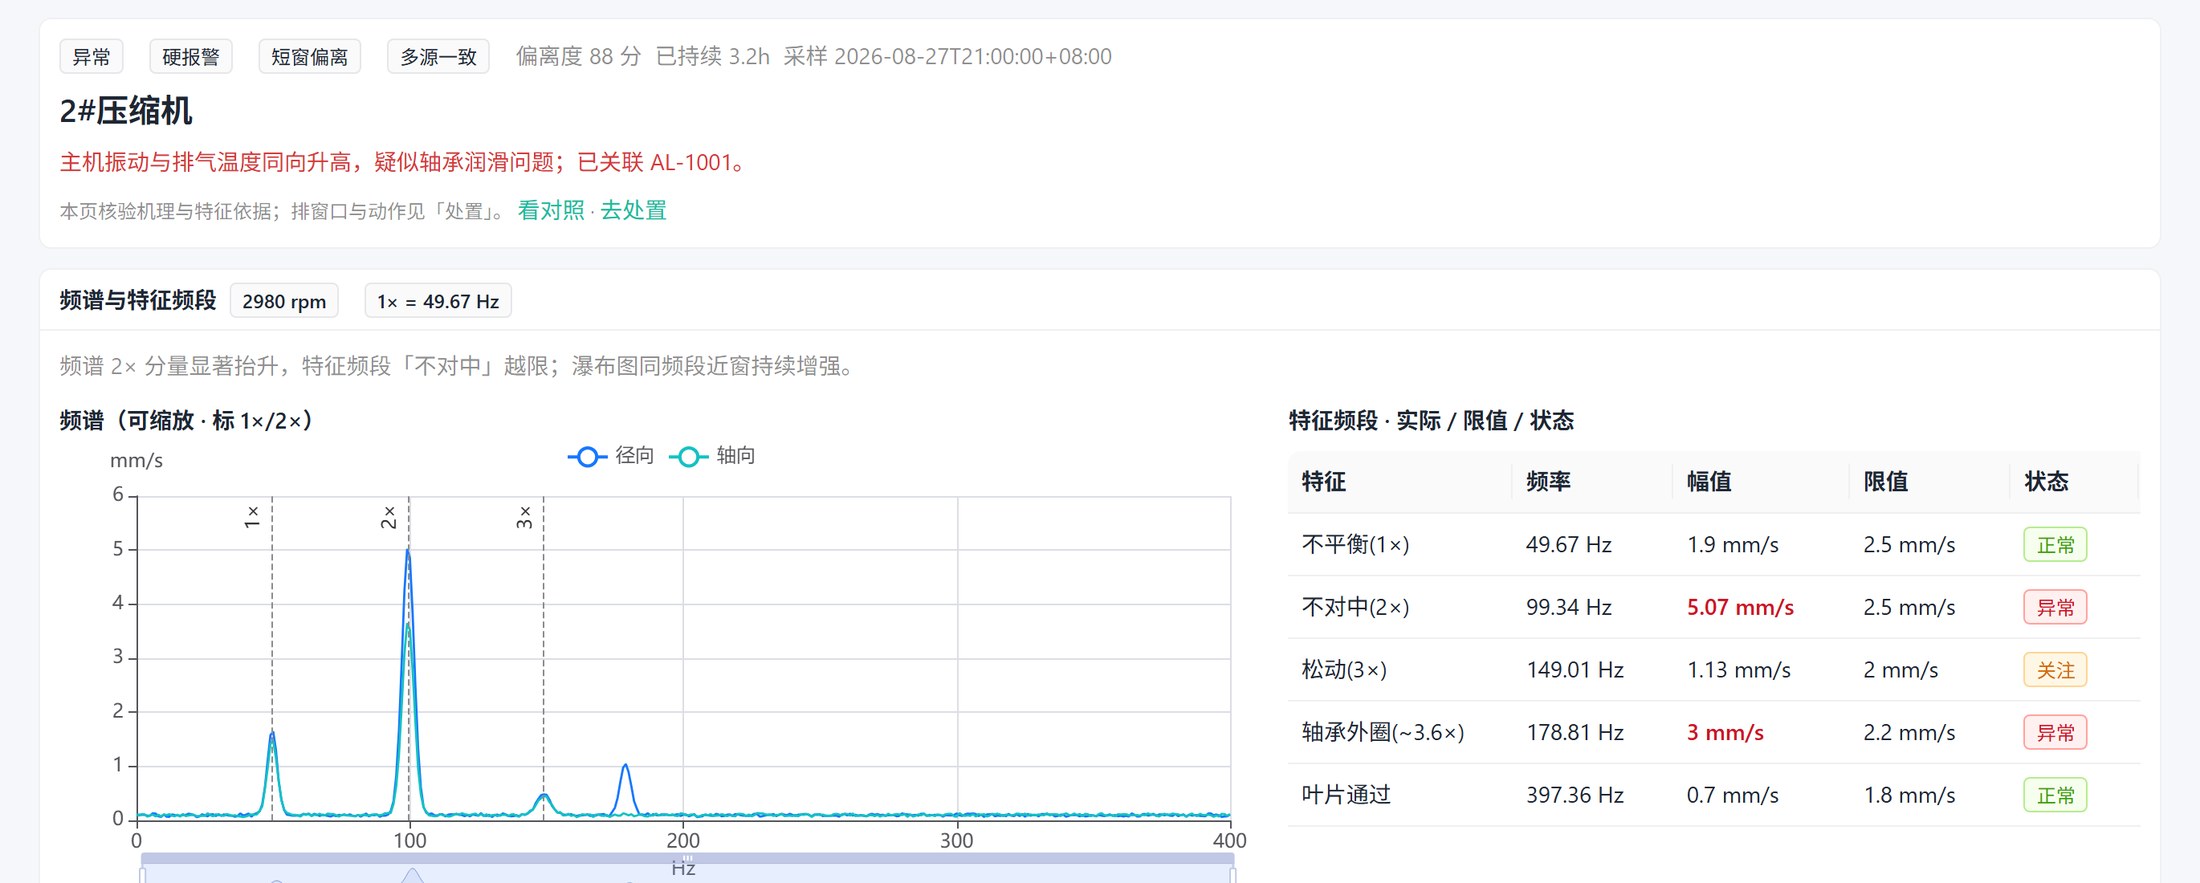 异常 硬报警 短窗偏离 多源一致 偏离度 88 分 已持续 3.2h 采样 2026-08-27T21:00:00+08:00
2#压缩机
主机振动与排气温度同向升高，疑似轴承润滑问题；已关联 AL-1001。
本页核验机理与特征依据；排窗口与动作见「处置」。 看对照 · 去处置
频谱与特征频段 2980 rpm 1× = 49.67 Hz
频谱 2× 分量显著抬升，特征频段「不对中」越限；瀑布图同频段近窗持续增强。
频谱（可缩放 · 标 1×/2×）
mm/s
径向 轴向
6
5
4
3
2
1
0
1×
2×
3×
0 100 200 300 400
Hz
特征频段 · 实际 / 限值 / 状态
特征 频率 幅值 限值 状态
不平衡(1×) 49.67 Hz 1.9 mm/s 2.5 mm/s 正常
不对中(2×) 99.34 Hz 5.07 mm/s 2.5 mm/s 异常
松动(3×) 149.01 Hz 1.13 mm/s 2 mm/s 关注
轴承外圈(~3.6×) 178.81 Hz 3 mm/s 2.2 mm/s 异常
叶片通过 397.36 Hz 0.7 mm/s 1.8 mm/s 正常